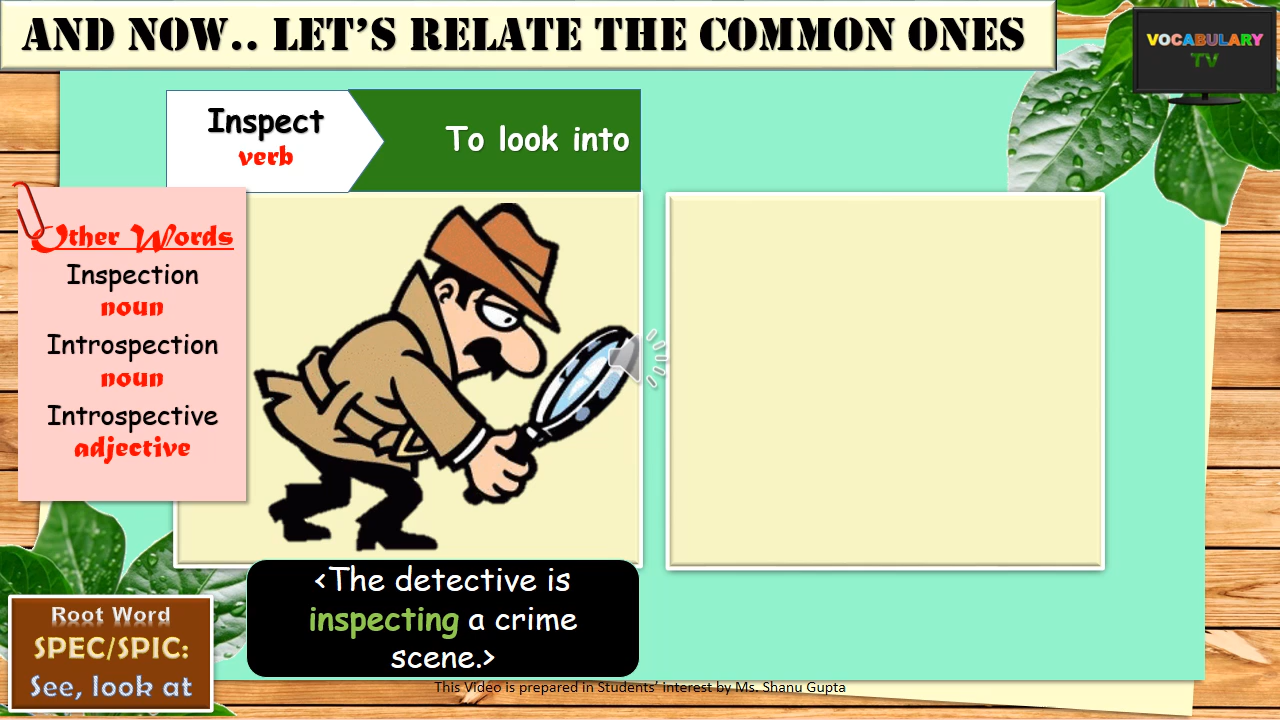 AND NOW.. LET'S RELATE THE COMMON ONES
VOCABULARY
TV
Inspect
verb
To look into
Other Words
Inspection
noun
Introspection
noun
Introspective
adjective
<The detective is
inspecting a crime
scene.>
Root Word
SPEC/SPIC:
See, look at
This Video is prepared in Students' interest by Ms. Shanu Gupta